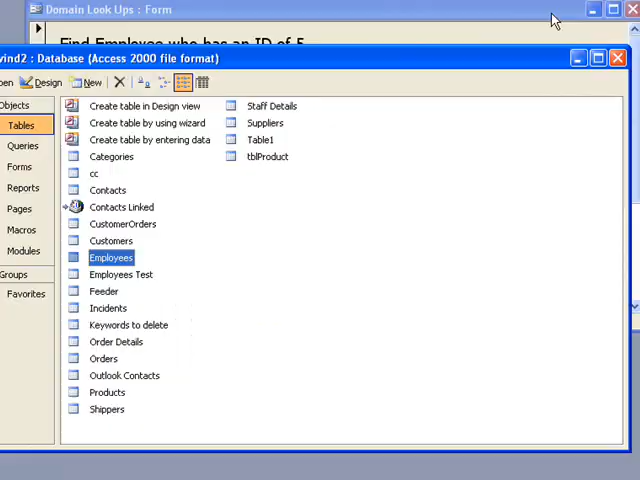 Domain Look Ups : Form
Find Employee who has an ID of 5
vind2 : Database (Access 2000 file format)
pen Design New
Objects
Tables
Queries
Forms
Reports
Pages
Macros
Modules
Groups
Favorites
Create table in Design view
Create table by using wizard
Create table by entering data
Categories
cc
Contacts
Contacts Linked
CustomerOrders
Customers
Employees
Employees Test
Feeder
Incidents
Keywords to delete
Order Details
Orders
Outlook Contacts
Products
Shippers
Staff Details
Suppliers
Table1
tblProduct